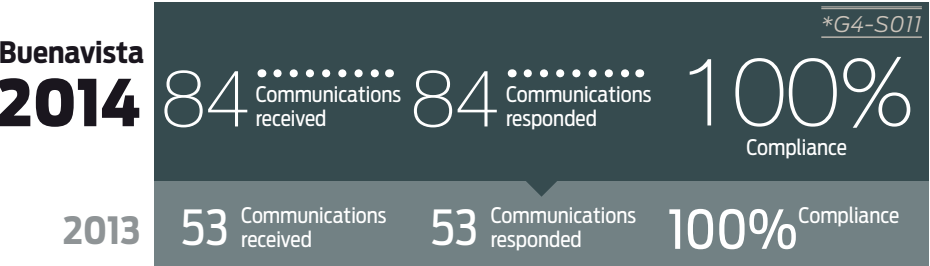 *G4-SO11
Buenavista
2014
84 Communications received
84 Communications responded
100% Compliance
2013
53 Communications received
53 Communications responded
100% Compliance